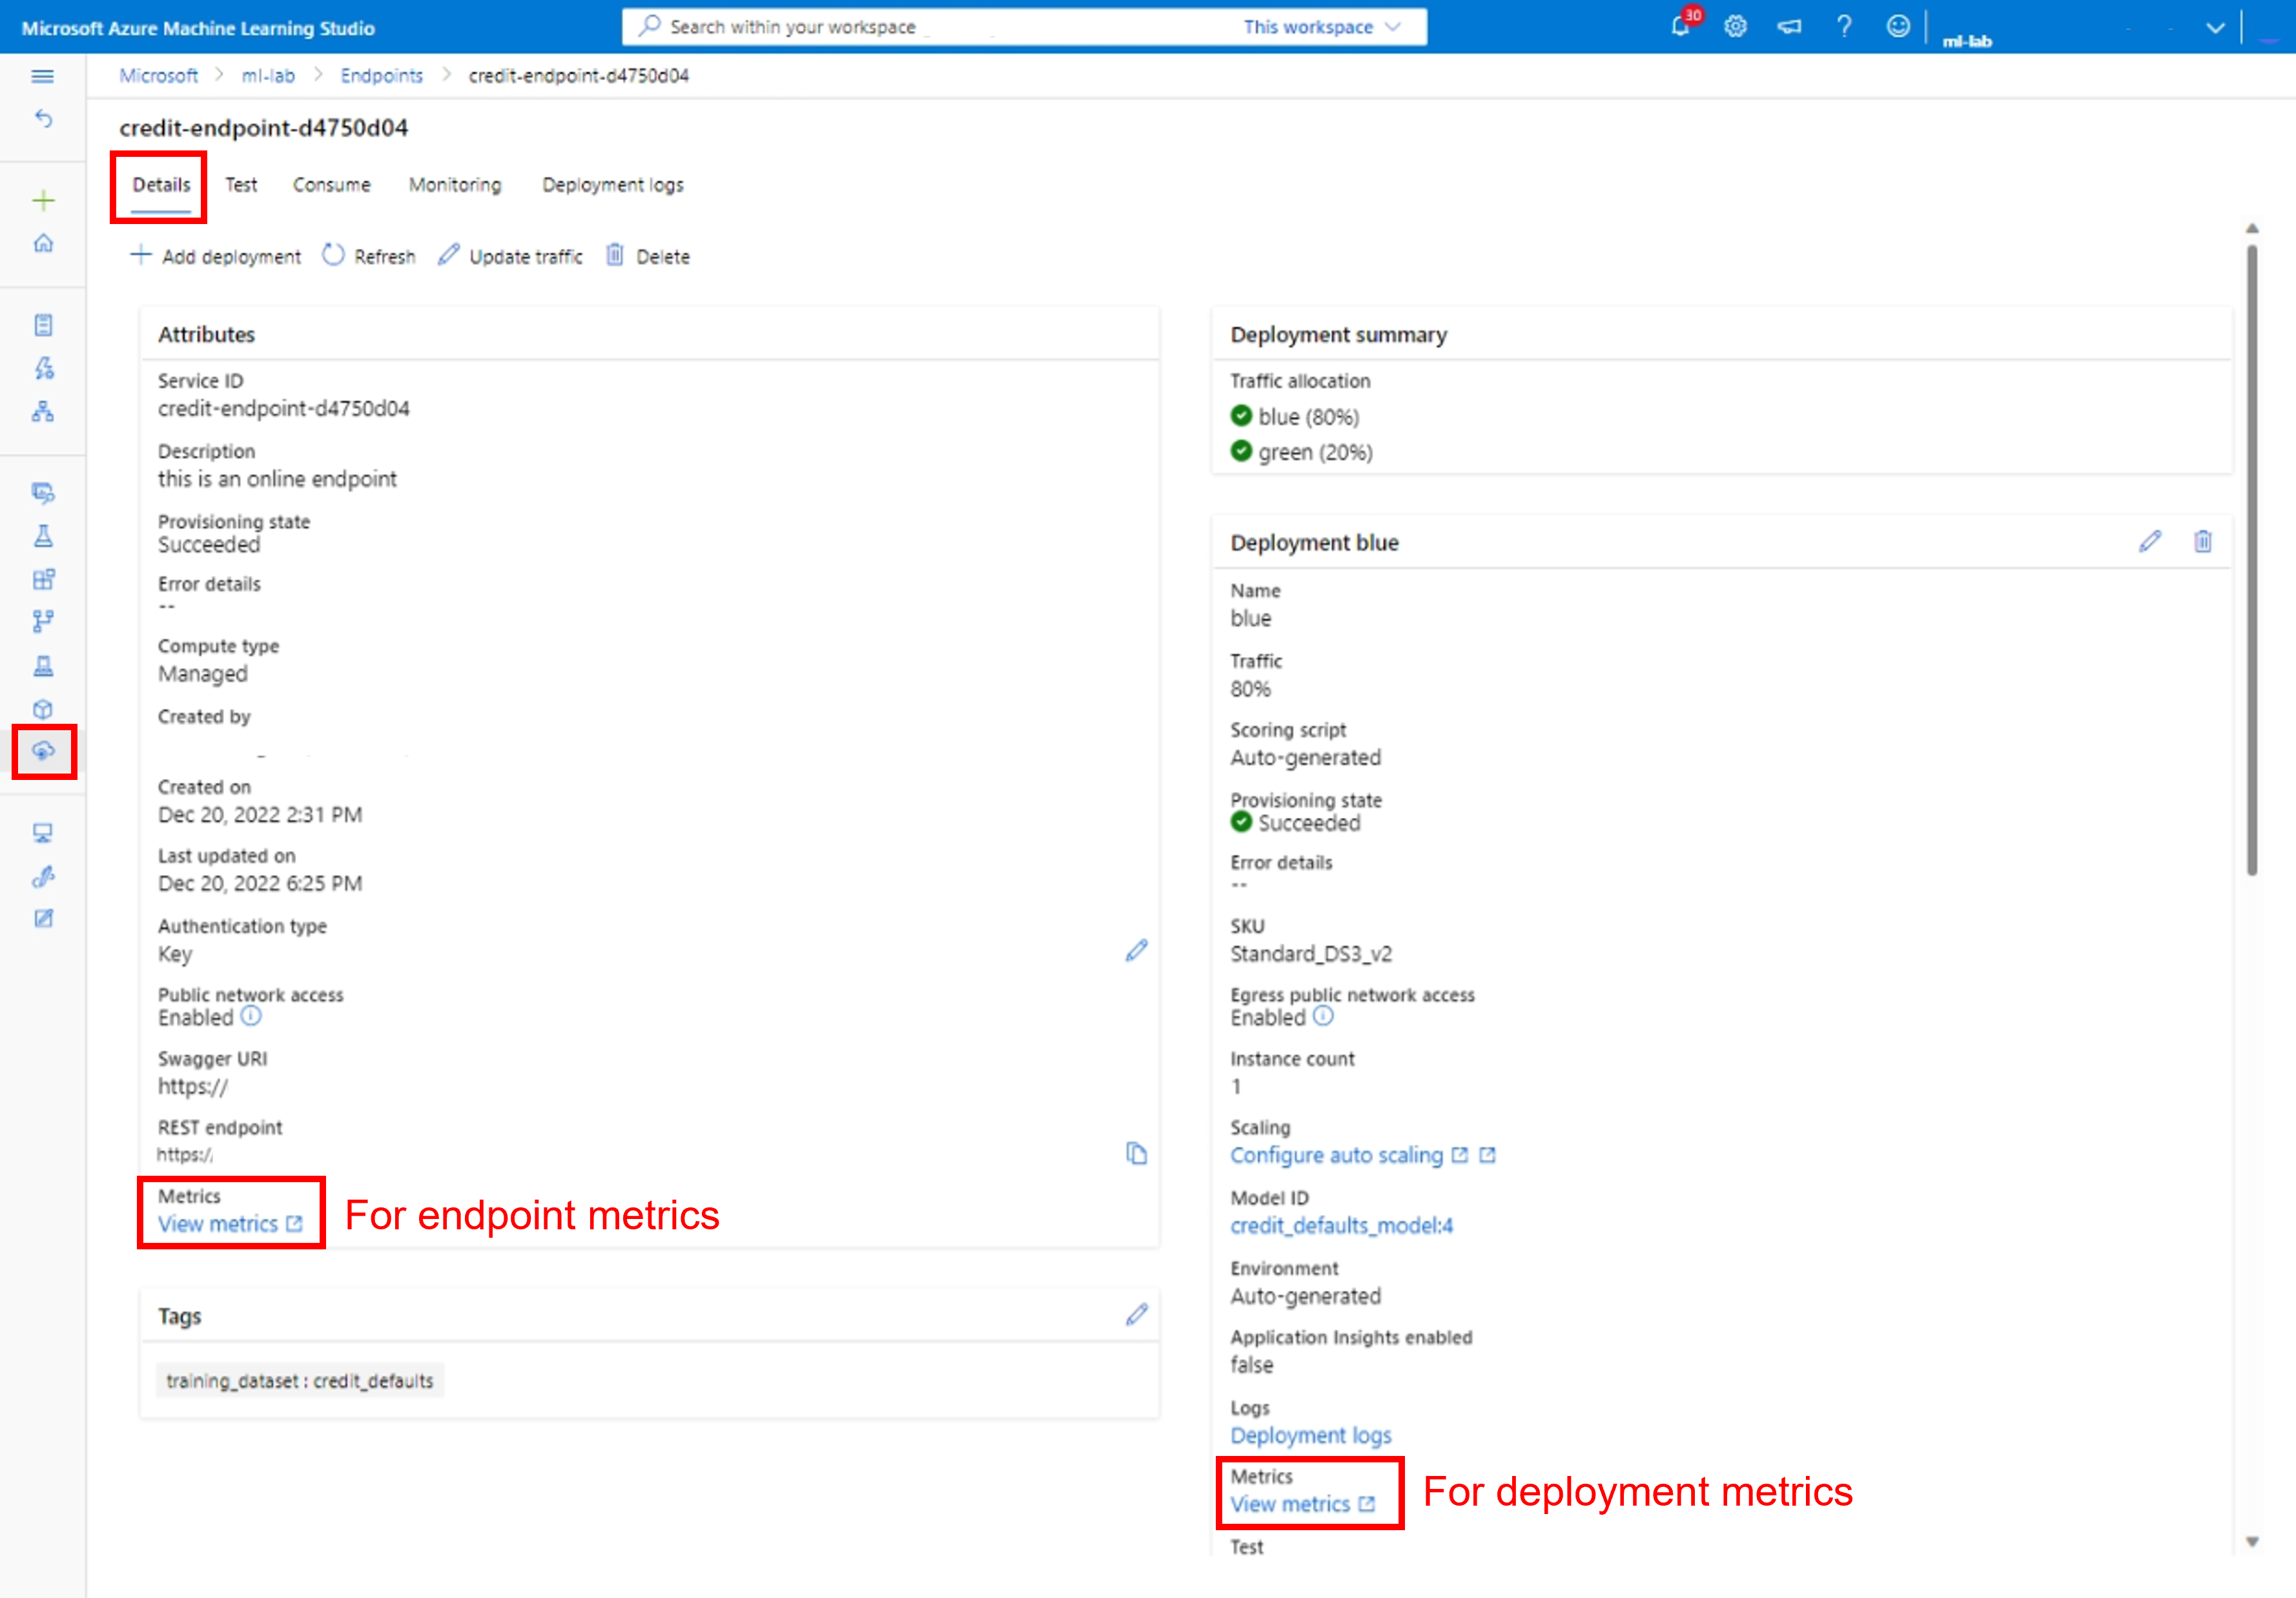 Microsoft Azure Machine Learning Studio
Search within your workspace
This workspace
30
ml-lab
Microsoft > ml-lab > Endpoints > credit-endpoint-d4750d04
credit-endpoint-d4750d04
Details
Test
Consume
Monitoring
Deployment logs
Add deployment
Refresh
Update traffic
Delete
Attributes
Service ID
credit-endpoint-d4750d04
Description
this is an online endpoint
Provisioning state
Succeeded
Error details
--
Compute type
Managed
Created by
Created on
Dec 20, 2022 2:31 PM
Last updated on
Dec 20, 2022 6:25 PM
Authentication type
Key
Public network access
Enabled
Swagger URI
https://
REST endpoint
https:/
Metrics
View metrics
For endpoint metrics
Tags
training_dataset : credit_defaults
Deployment summary
Traffic allocation
blue (80%)
green (20%)
Deployment blue
Name
blue
Traffic
80%
Scoring script
Auto-generated
Provisioning state
Succeeded
Error details
--
SKU
Standard_DS3_v2
Egress public network access
Enabled
Instance count
1
Scaling
Configure auto scaling
Model ID
credit_defaults_model:4
Environment
Auto-generated
Application Insights enabled
false
Logs
Deployment logs
Metrics
View metrics
For deployment metrics
Test